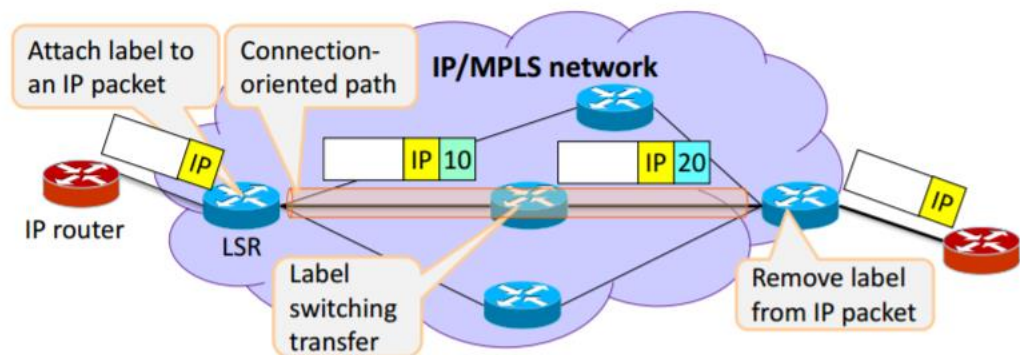 Attach label to
an IP packet
Connection-
oriented path
IP/MPLS network
IP
IP 10
IP 20
IP
IP router
LSR
Label
switching
transfer
Remove label
from IP packet